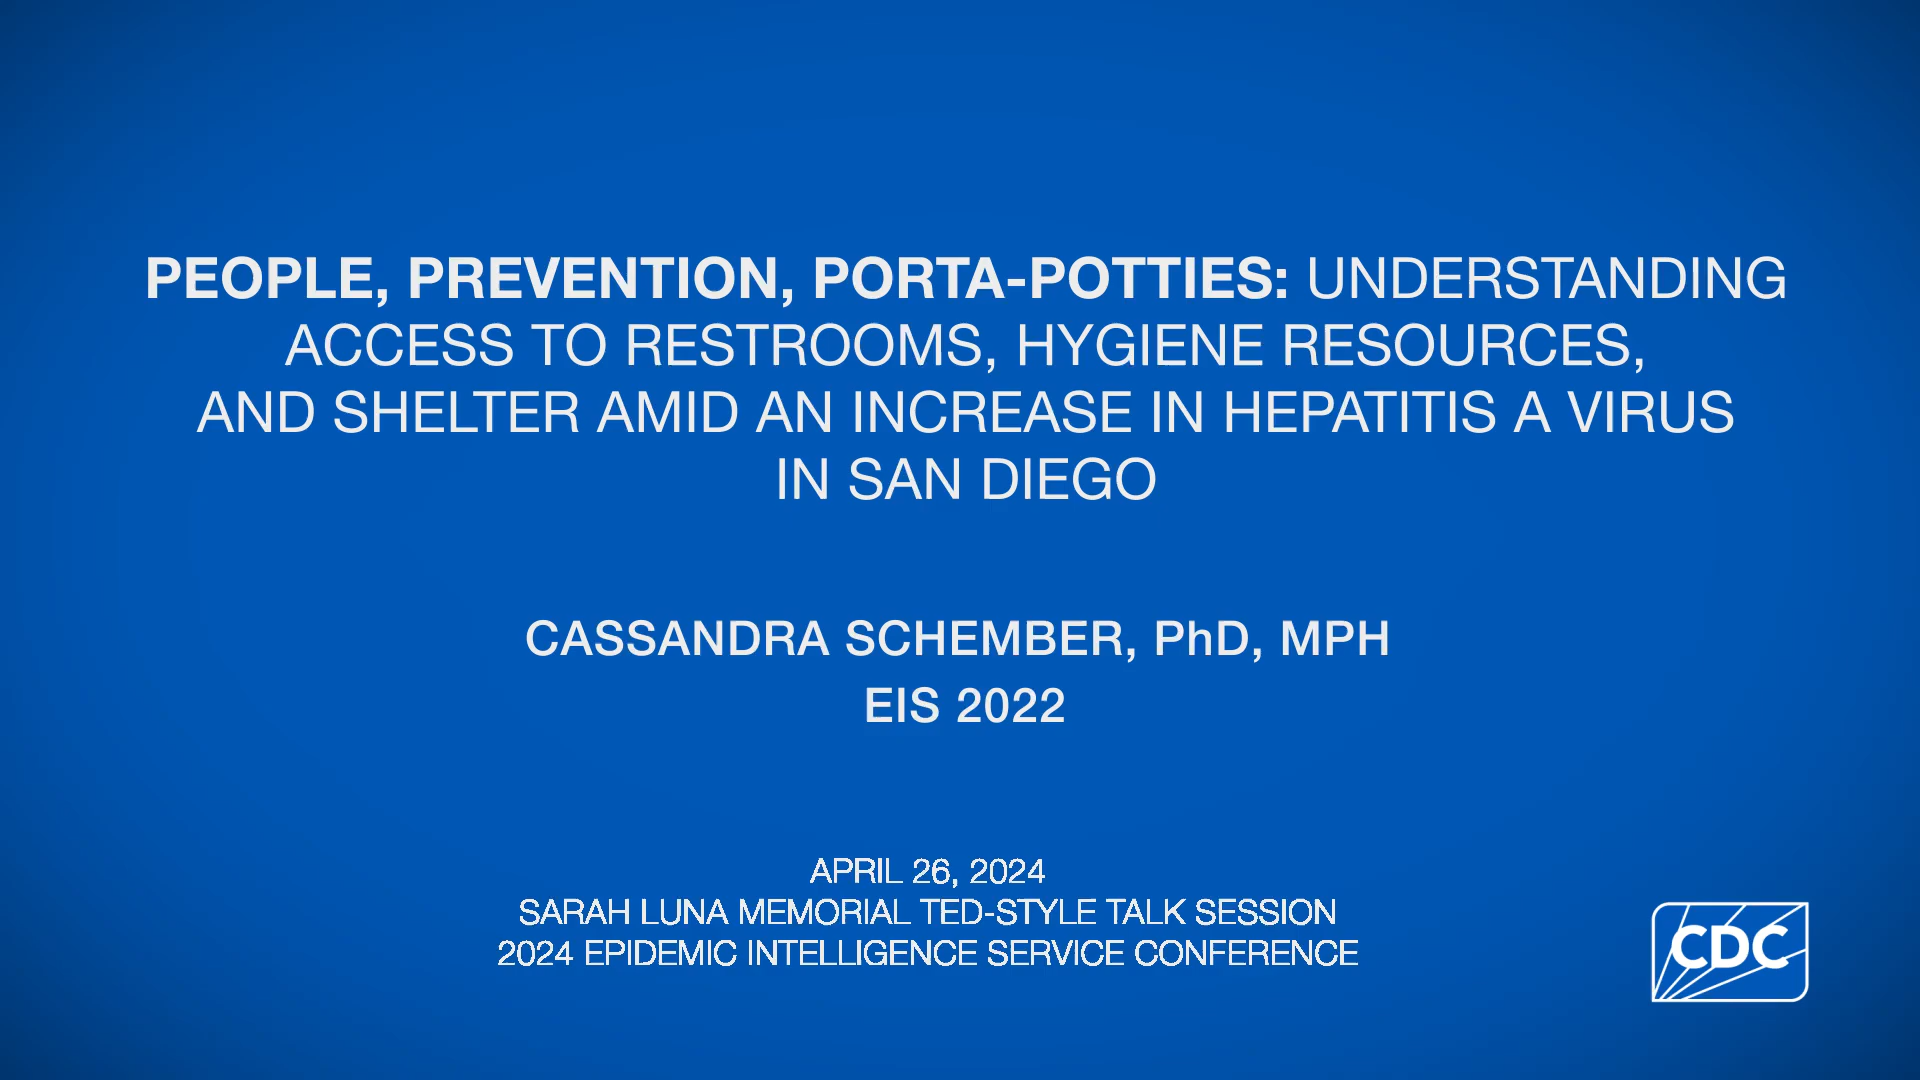 PEOPLE, PREVENTION, PORTA-POTTIES: UNDERSTANDING
ACCESS TO RESTROOMS, HYGIENE RESOURCES,
AND SHELTER AMID AN INCREASE IN HEPATITIS A VIRUS
IN SAN DIEGO
CASSANDRA SCHEMBER, PhD, MPH
EIS 2022
APRIL 26, 2024
SARAH LUNA MEMORIAL TED-STYLE TALK SESSION
2024 EPIDEMIC INTELLIGENCE SERVICE CONFERENCE
CDC